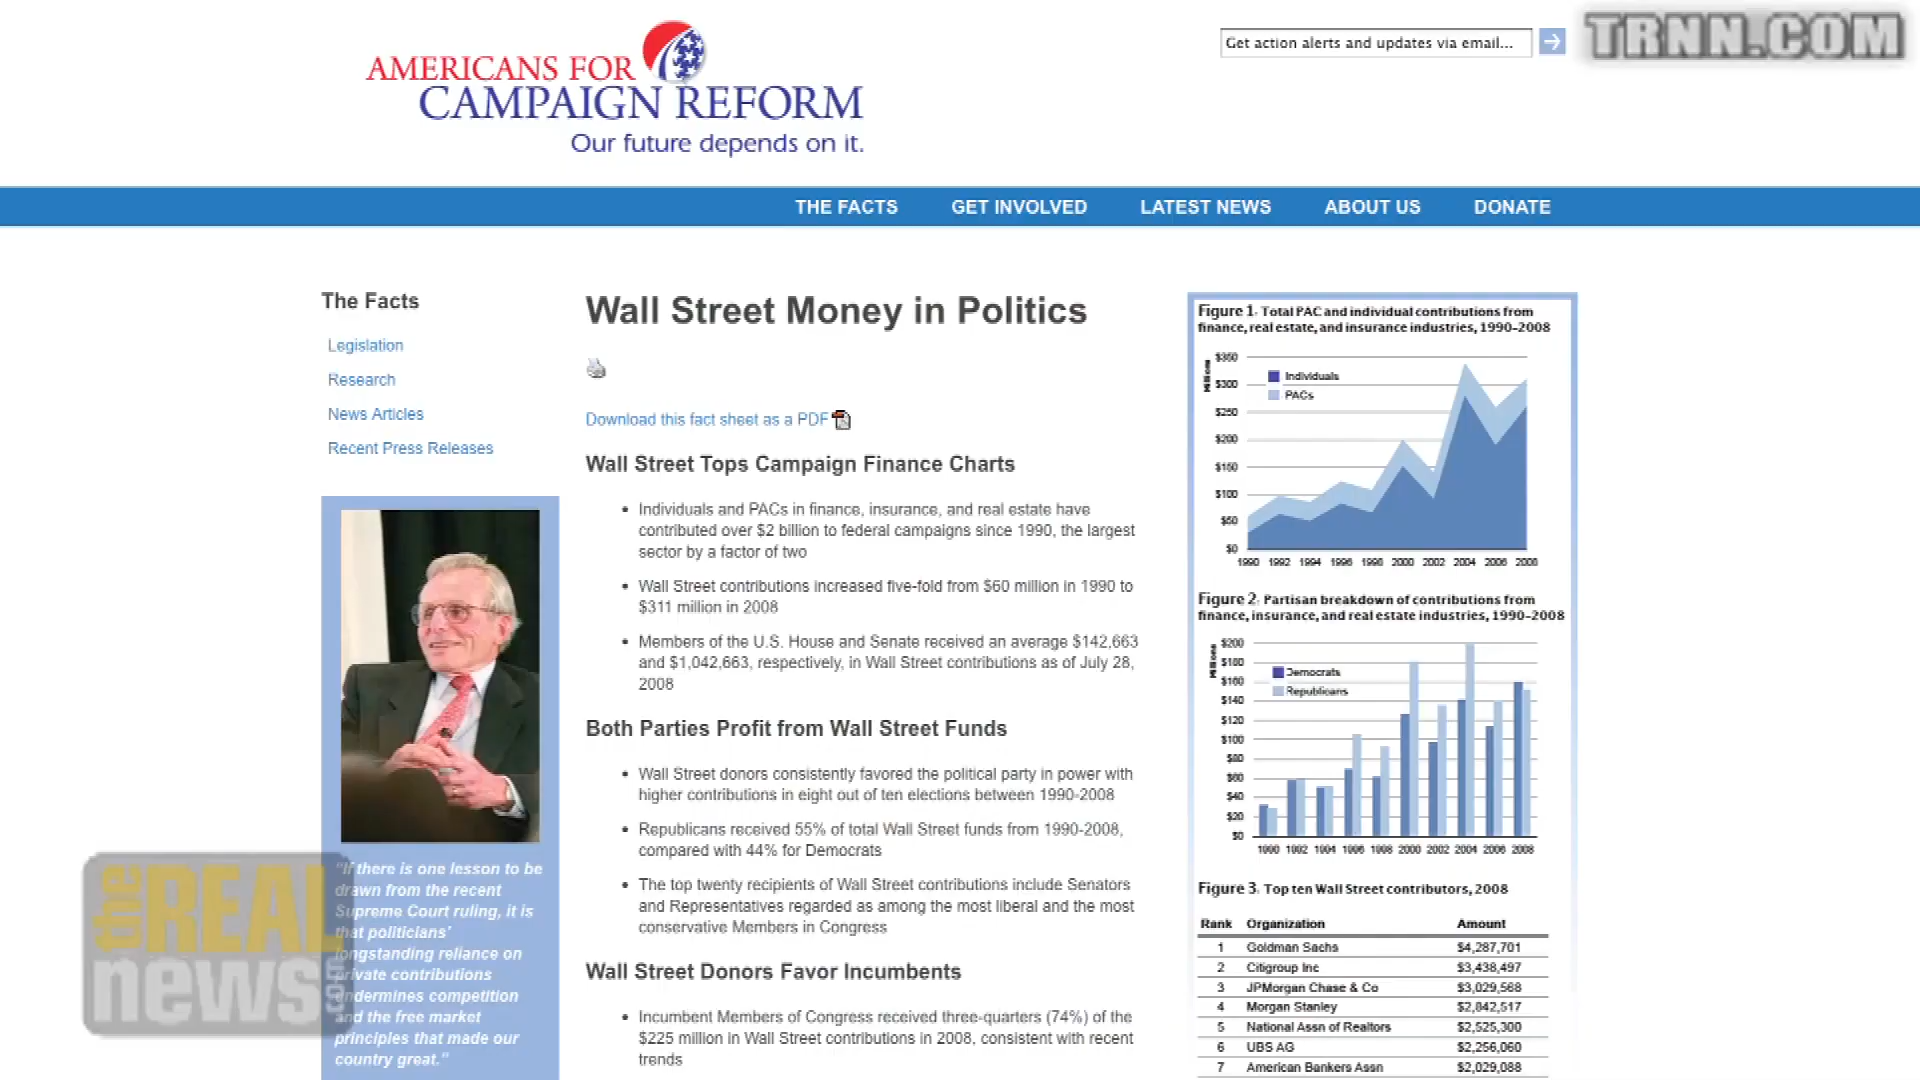 AMERICANS FOR
CAMPAIGN REFORM
Our future depends on it.
Get action alerts and updates via email...
TRNN.COM
THE FACTS
GET INVOLVED
LATEST NEWS
ABOUT US
DONATE
The Facts
Legislation
Research
News Articles
Recent Press Releases
"If there is one lesson to be
drawn from the recent
Supreme Court ruling, it is
that politicians'
longstanding reliance on
private contributions
undermines competition
and the free market
principles that made our
country great."
the REAL
news.com
Wall Street Money in Politics
Download this fact sheet as a PDF
Wall Street Tops Campaign Finance Charts
• Individuals and PACs in finance, insurance, and real estate have
contributed over $2 billion to federal campaigns since 1990, the largest
sector by a factor of two
• Wall Street contributions increased five-fold from $60 million in 1990 to
$311 million in 2008
• Members of the U.S. House and Senate received an average $142,663
and $1,042,663, respectively, in Wall Street contributions as of July 28,
2008
Both Parties Profit from Wall Street Funds
• Wall Street donors consistently favored the political party in power with
higher contributions in eight out of ten elections between 1990-2008
• Republicans received 55% of total Wall Street funds from 1990-2008,
compared with 44% for Democrats
• The top twenty recipients of Wall Street contributions include Senators
and Representatives regarded as among the most liberal and the most
conservative Members in Congress
Wall Street Donors Favor Incumbents
• Incumbent Members of Congress received three-quarters (74%) of the
$225 million in Wall Street contributions in 2008, consistent with recent
trends
Figure 1. Total PAC and individual contributions from
finance, real estate, and insurance industries, 1990-2008
Millions
$350
$300
$250
$200
$150
$100
$50
$0
Individuals
PACs
1990 1992 1994 1996 1998 2000 2002 2004 2006 2008
Figure 2. Partisan breakdown of contributions from
finance, insurance, and real estate industries, 1990-2008
Millions
$200
$180
$160
$140
$120
$100
$80
$60
$40
$20
$0
Democrats
Republicans
1990 1992 1994 1996 1998 2000 2002 2004 2006 2008
Figure 3. Top ten Wall Street contributors, 2008
Rank Organization Amount
1 Goldman Sachs $4,287,701
2 Citigroup Inc $3,438,497
3 JPMorgan Chase & Co $3,029,568
4 Morgan Stanley $2,842,517
5 National Assn of Realtors $2,525,300
6 UBS AG $2,256,060
7 American Bankers Assn $2,029,088